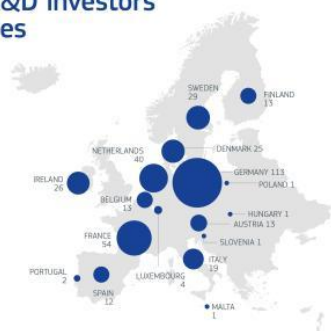 &D investors
es
SWEDEN
29
FINLAND
13
NETHERLANDS
40
DENMARK 25
GERMANY 113
POLAND 1
IRELAND
26
BELGIUM
13
HUNGARY 1
AUSTRIA 13
SLOVENIA 1
FRANCE
54
ITALY
19
PORTUGAL
2
LUXEMBOURG
4
SPAIN
12
MALTA
1